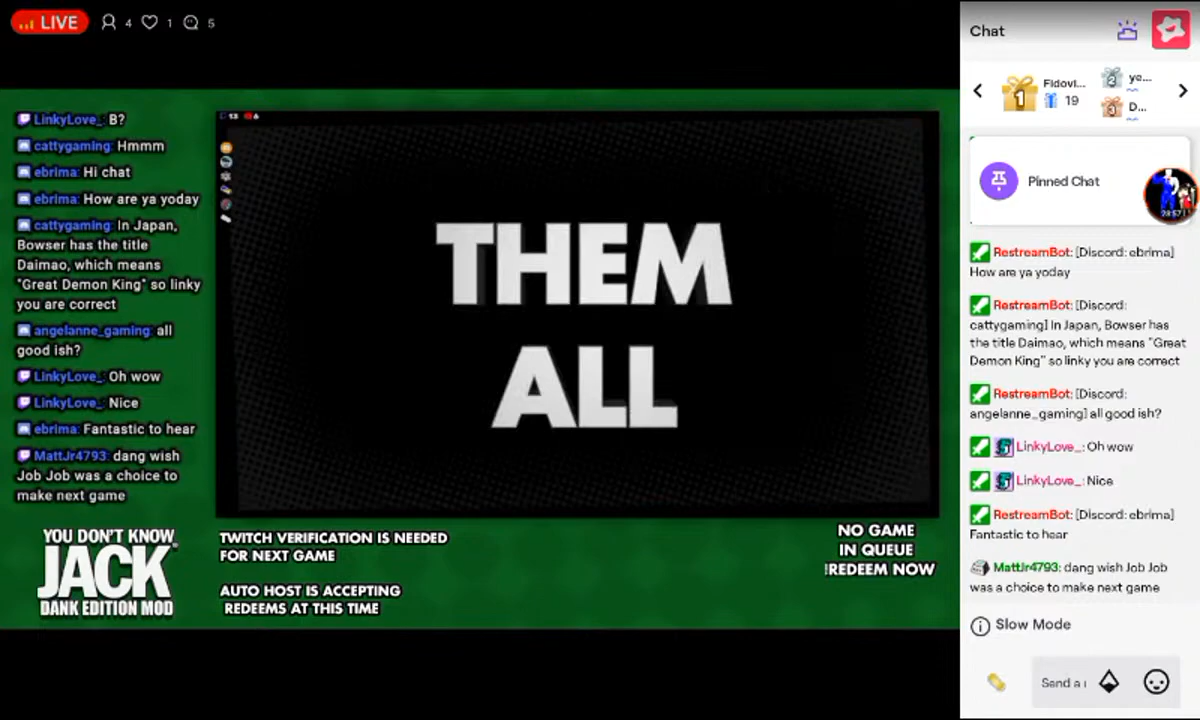 LIVE 4 1 5
LinkyLove_: B?
cattygaming: Hmmm
ebrima: Hi chat
ebrima: How are ya yoday
cattygaming: In Japan,
Bowser has the title
Daimao, which means
"Great Demon King" so linky
you are correct
angelanne_gaming: all
good ish?
LinkyLove_: Oh wow
LinkyLove_: Nice
ebrima: Fantastic to hear
MattJr4793: dang wish
Job Job was a choice to
make next game
THEM
ALL
YOU DON'T KNOW
JACK
DANK EDITION MOD
TWITCH VERIFICATION IS NEEDED
FOR NEXT GAME
AUTO HOST IS ACCEPTING
REDEEMS AT THIS TIME
NO GAME
IN QUEUE
!REDEEM NOW
Chat
1 Fidovi... 19
2 ye...
3 D...
Pinned Chat
RestreamBot: [Discord: ebrima]
How are ya yoday
RestreamBot: [Discord:
cattygaming] In Japan, Bowser has
the title Daimao, which means "Great
Demon King" so linky you are correct
RestreamBot: [Discord:
angelanne_gaming] all good ish?
LinkyLove_: Oh wow
LinkyLove_: Nice
RestreamBot: [Discord: ebrima]
Fantastic to hear
MattJr4793: dang wish Job Job
was a choice to make next game
Slow Mode
Send a